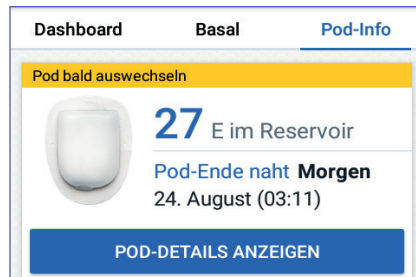 Dashboard Basal Pod-Info
Pod bald auswechseln
27 E im Reservoir
Pod-Ende naht Morgen
24. August (03:11)
POD-DETAILS ANZEIGEN